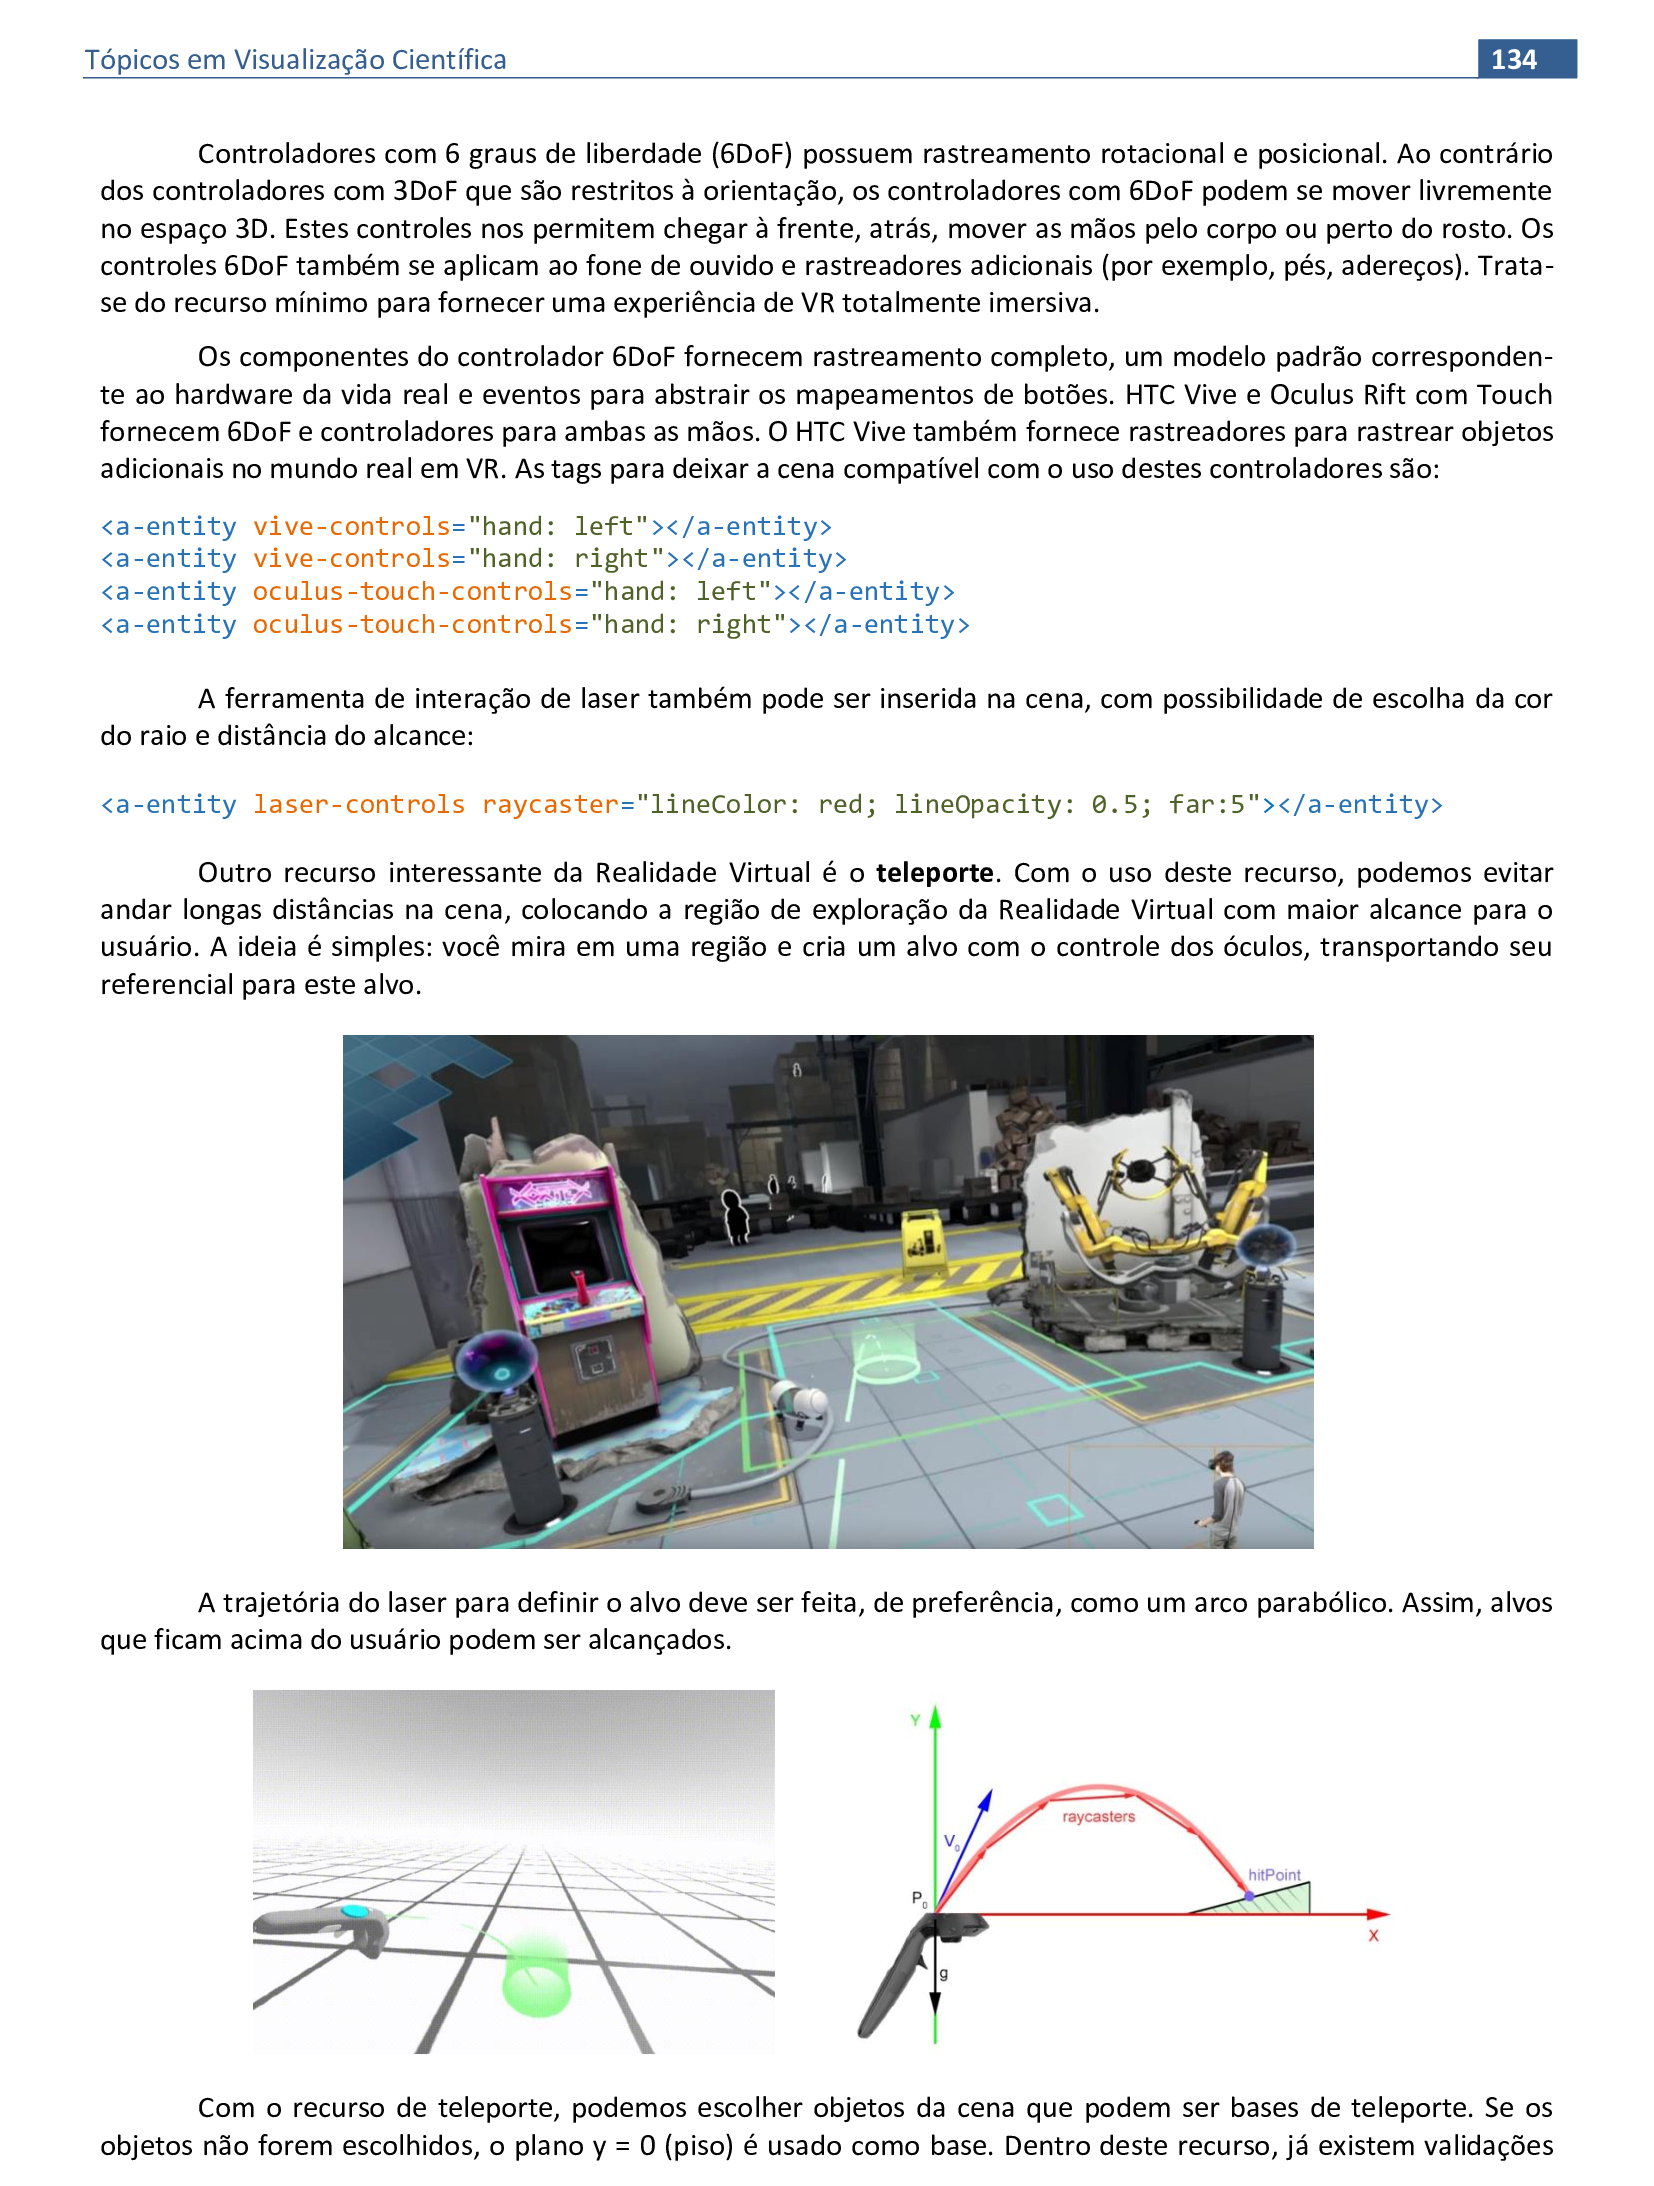 Tópicos em Visualização Científica
134
Controladores com 6 graus de liberdade (6DoF) possuem rastreamento rotacional e posicional. Ao contrário
dos controladores com 3DoF que são restritos à orientação, os controladores com 6DoF podem se mover livremente
no espaço 3D. Estes controles nos permitem chegar à frente, atrás, mover as mãos pelo corpo ou perto do rosto. Os
controles 6DoF também se aplicam ao fone de ouvido e rastreadores adicionais (por exemplo, pés, adereços). Trata-
se do recurso mínimo para fornecer uma experiência de VR totalmente imersiva.
Os componentes do controlador 6DoF fornecem rastreamento completo, um modelo padrão corresponden-
te ao hardware da vida real e eventos para abstrair os mapeamentos de botões. HTC Vive e Oculus Rift com Touch
fornecem 6DoF e controladores para ambas as mãos. O HTC Vive também fornece rastreadores para rastrear objetos
adicionais no mundo real em VR. As tags para deixar a cena compatível com o uso destes controladores são:
<a-entity vive-controls="hand: left"></a-entity>
<a-entity vive-controls="hand: right"></a-entity>
<a-entity oculus-touch-controls="hand: left"></a-entity>
<a-entity oculus-touch-controls="hand: right"></a-entity>
A ferramenta de interação de laser também pode ser inserida na cena, com possibilidade de escolha da cor
do raio e distância do alcance:
<a-entity laser-controls raycaster="lineColor: red; lineOpacity: 0.5; far:5"></a-entity>
Outro recurso interessante da Realidade Virtual é o teleporte. Com o uso deste recurso, podemos evitar
andar longas distâncias na cena, colocando a região de exploração da Realidade Virtual com maior alcance para o
usuário. A ideia é simples: você mira em uma região e cria um alvo com o controle dos óculos, transportando seu
referencial para este alvo.
A trajetória do laser para definir o alvo deve ser feita, de preferência, como um arco parabólico. Assim, alvos
que ficam acima do usuário podem ser alcançados.
Y
V0
raycasters
hitPoint
P0
X
g
Com o recurso de teleporte, podemos escolher objetos da cena que podem ser bases de teleporte. Se os
objetos não forem escolhidos, o plano y = 0 (piso) é usado como base. Dentro deste recurso, já existem validações